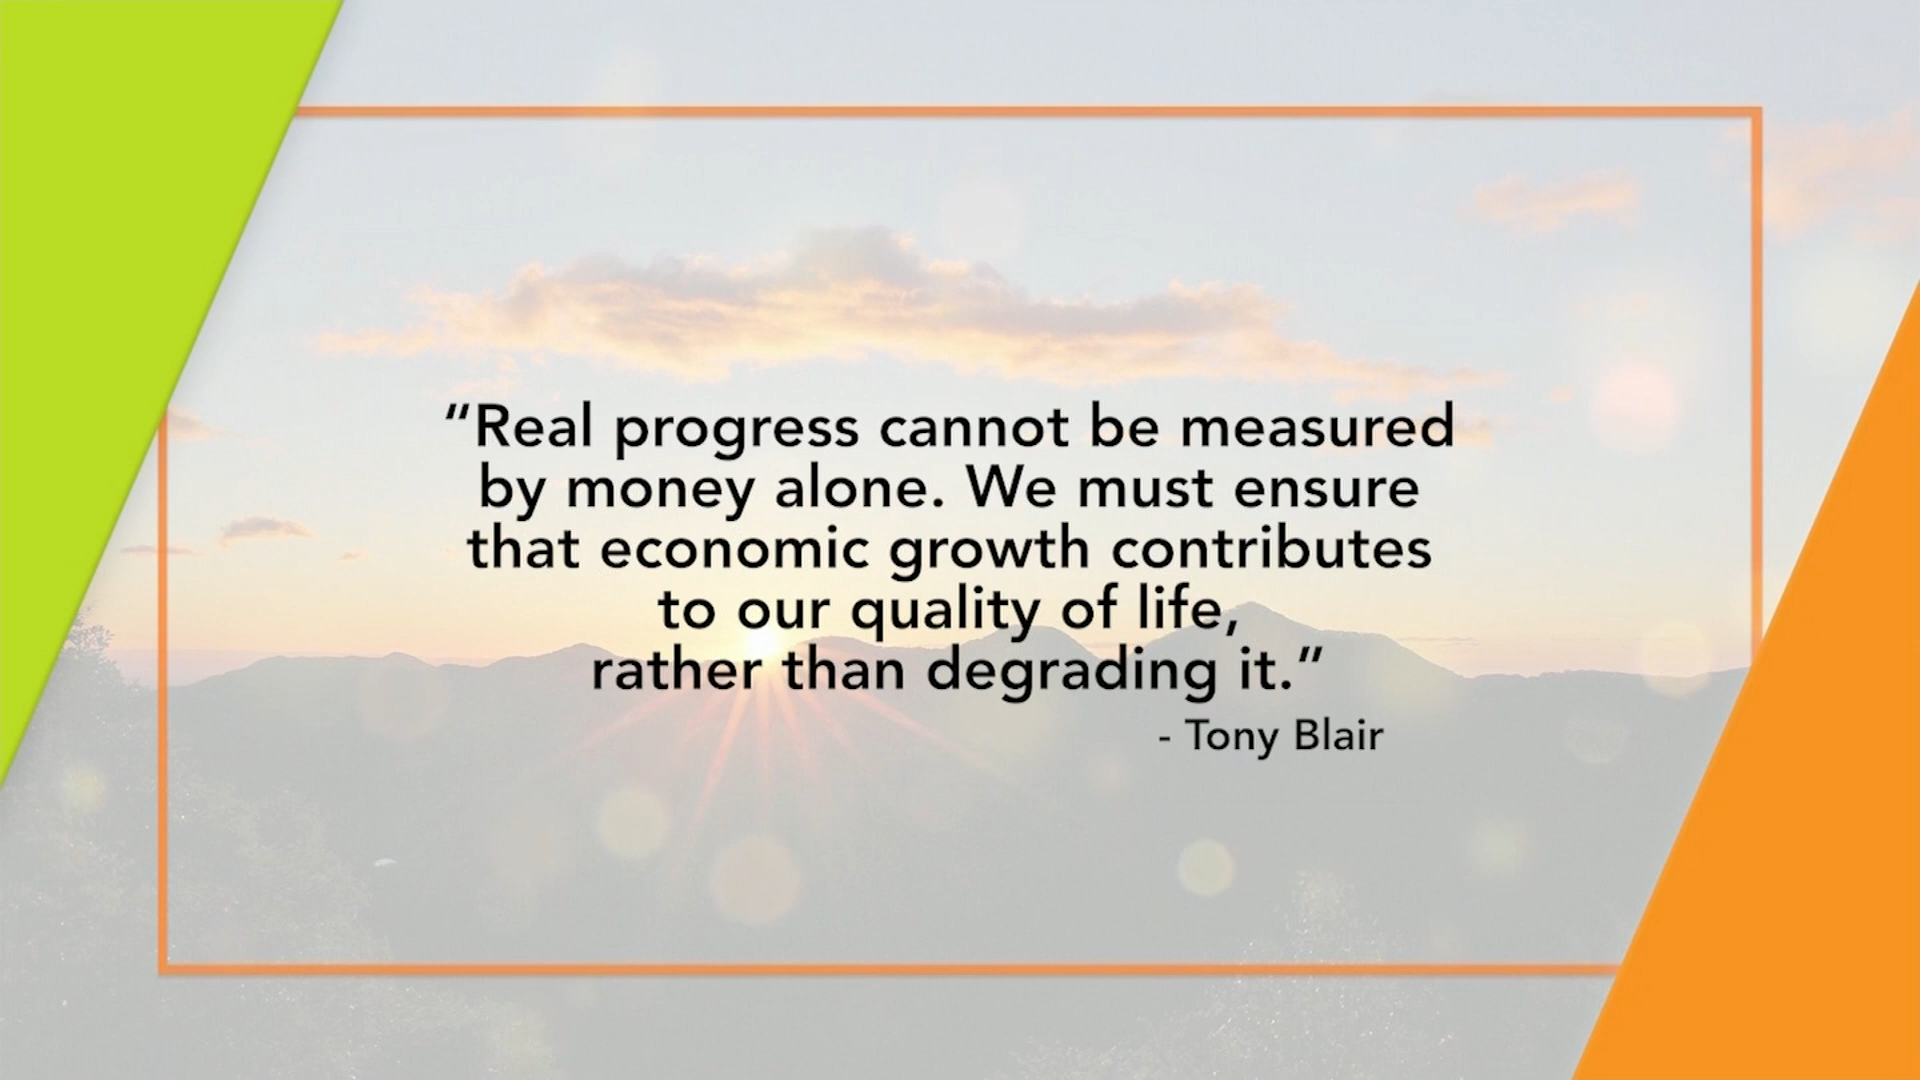 “Real progress cannot be measured
by money alone. We must ensure
that economic growth contributes
to our quality of life,
rather than degrading it.”
- Tony Blair